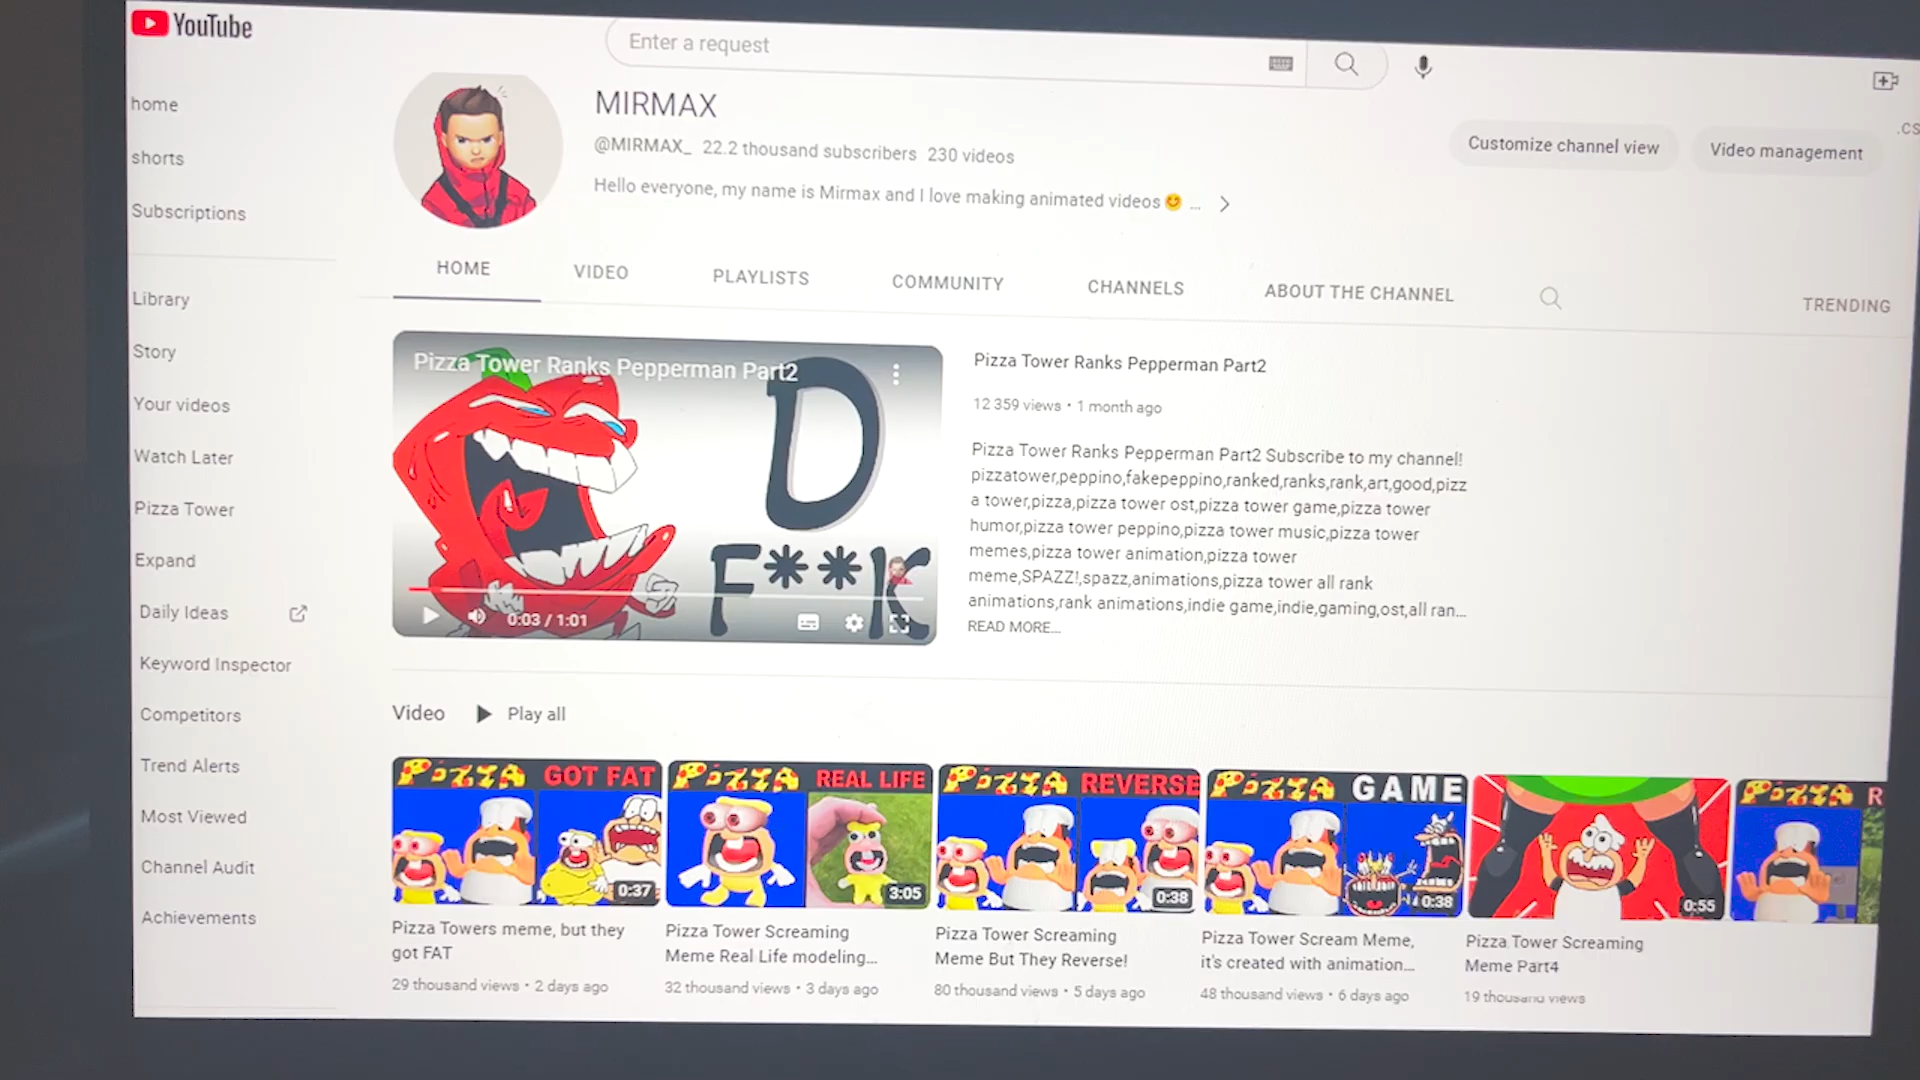 YouTube
Enter a request
home
shorts
Subscriptions
Library
Story
Your videos
Watch Later
Pizza Tower
Expand
Daily Ideas
Keyword Inspector
Competitors
Trend Alerts
Most Viewed
Channel Audit
Achievements
MIRMAX
@MIRMAX_ 22.2 thousand subscribers 230 videos
Hello everyone, my name is Mirmax and I love making animated videos😊 ...
Customize channel view
Video management
.cs
HOME
VIDEO
PLAYLISTS
COMMUNITY
CHANNELS
ABOUT THE CHANNEL
TRENDING
Pizza Tower Ranks Pepperman Part2
D
F**K
0:03 / 1:01
Pizza Tower Ranks Pepperman Part2
12 359 views • 1 month ago
Pizza Tower Ranks Pepperman Part2 Subscribe to my channel!
pizzatower,peppino,fakepeppino,ranked,ranks,rank,art,good,pizz
a tower,pizza,pizza tower ost,pizza tower game,pizza tower
humor,pizza tower peppino,pizza tower music,pizza tower
memes,pizza tower animation,pizza tower
meme,SPAZZ!,spazz,animations,pizza tower all rank
animations,rank animations,indie game,indie,gaming,ost,all ran...
READ MORE...
Video
Play all
PiZZA GOT FAT
0:37
Pizza Towers meme, but they
got FAT
29 thousand views • 2 days ago
PiZZA REAL LIFE
3:05
Pizza Tower Screaming
Meme Real Life modeling...
32 thousand views • 3 days ago
PiZZA REVERSE
0:38
Pizza Tower Screaming
Meme But They Reverse!
80 thousand views • 5 days ago
PiZZA GAME
0:38
Pizza Tower Scream Meme,
it's created with animation...
48 thousand views • 6 days ago
0:55
Pizza Tower Screaming
Meme Part4
19 thousand views
PiZZA R